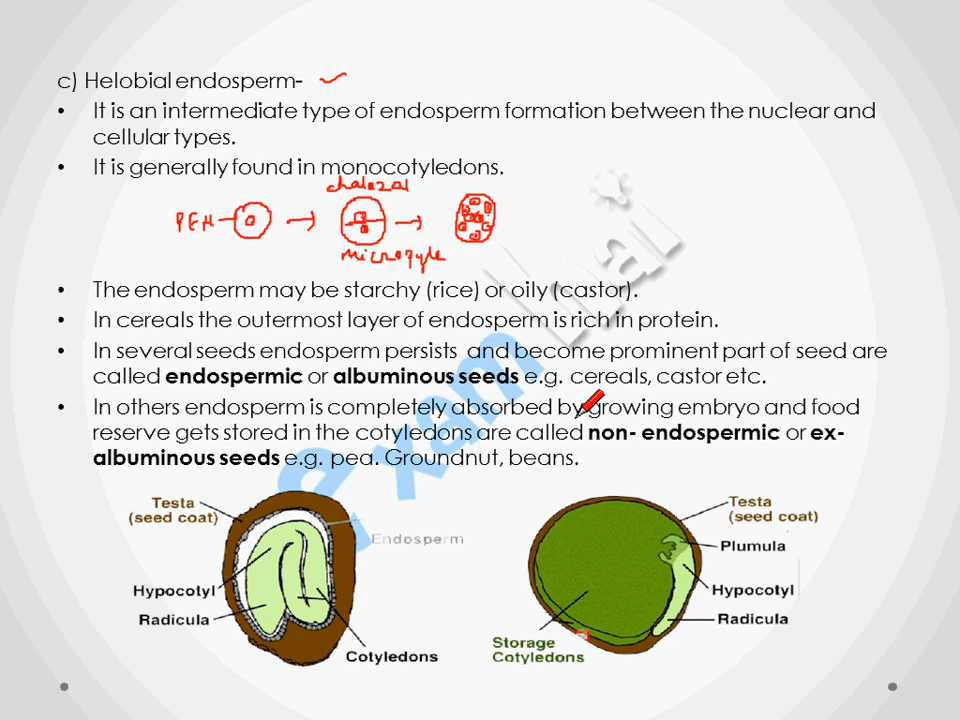 c) Helobial endosperm-
• It is an intermediate type of endosperm formation between the nuclear and
cellular types.
• It is generally found in monocotyledons.
chalazal
PEN
micropyle
• The endosperm may be starchy (rice) or oily (castor).
• In cereals the outermost layer of endosperm is rich in protein.
• In several seeds endosperm persists and become prominent part of seed are
called endospermic or albuminous seeds e.g. cereals, castor etc.
• In others endosperm is completely absorbed by growing embryo and food
reserve gets stored in the cotyledons are called non- endospermic or ex-
albuminous seeds e.g. pea. Groundnut, beans.
Testa
(seed coat)
Endosperm
Hypocotyl
Radicula
Cotyledons
Testa
(seed coat)
Plumula
Hypocotyl
Radicula
Storage
Cotyledons
exambhai